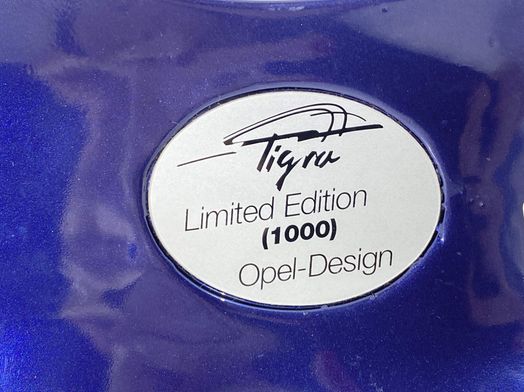 Tigra
Limited Edition
(1000)
Opel-Design